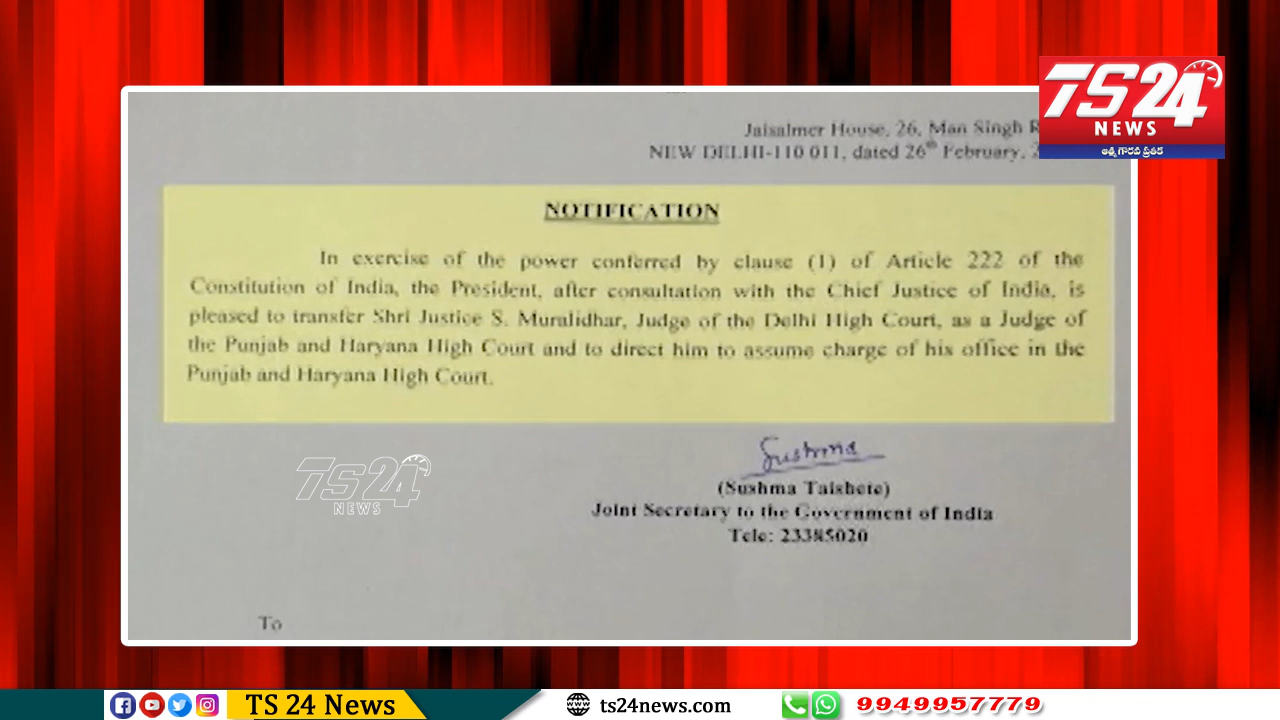 Jaisalmer House, 26, Man Singh
NEW DELHI-110 011, dated 26th February,
TS24
NEWS
ఆత్మ గౌరవ ప్రతీక
NOTIFICATION
In exercise of the power conferred by clause (1) of Article 222 of the
Constitution of India, the President, after consultation with the Chief Justice of India, is
pleased to transfer Shri Justice S. Muralidhar, Judge of the Delhi High Court, as a Judge of
the Punjab and Haryana High Court and to direct him to assume charge of his office in the
Punjab and Haryana High Court.
Sushma
(Sushma Taishete)
Joint Secretary to the Government of India
Tele: 23385020
TS24
NEWS
To
TS 24 News
ts24news.com
9949957779